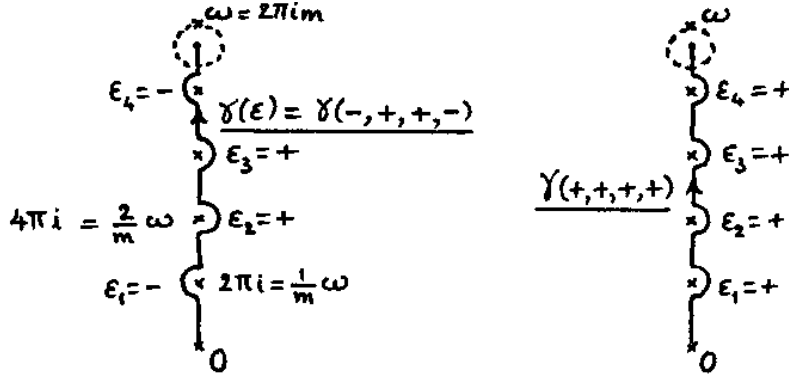 ω = 2πim
ε₄ = −
γ(ε) = γ(−,+,+,−)
ε₃ = +
4πi = 2/m ω
ε₂ = +
ε₁ = −
2πi = 1/m ω
0
ω
ε₄ = +
ε₃ = +
γ(+,+,+,+)
ε₂ = +
ε₁ = +
0